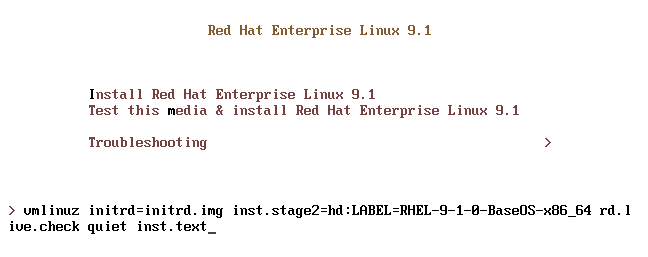 Red Hat Enterprise Linux 9.1
Install Red Hat Enterprise Linux 9.1
Test this media & install Red Hat Enterprise Linux 9.1
Troubleshooting >
> vmlinuz initrd=initrd.img inst.stage2=hd:LABEL=RHEL-9-1-0-BaseOS-x86_64 rd.l
ive.check quiet inst.text_